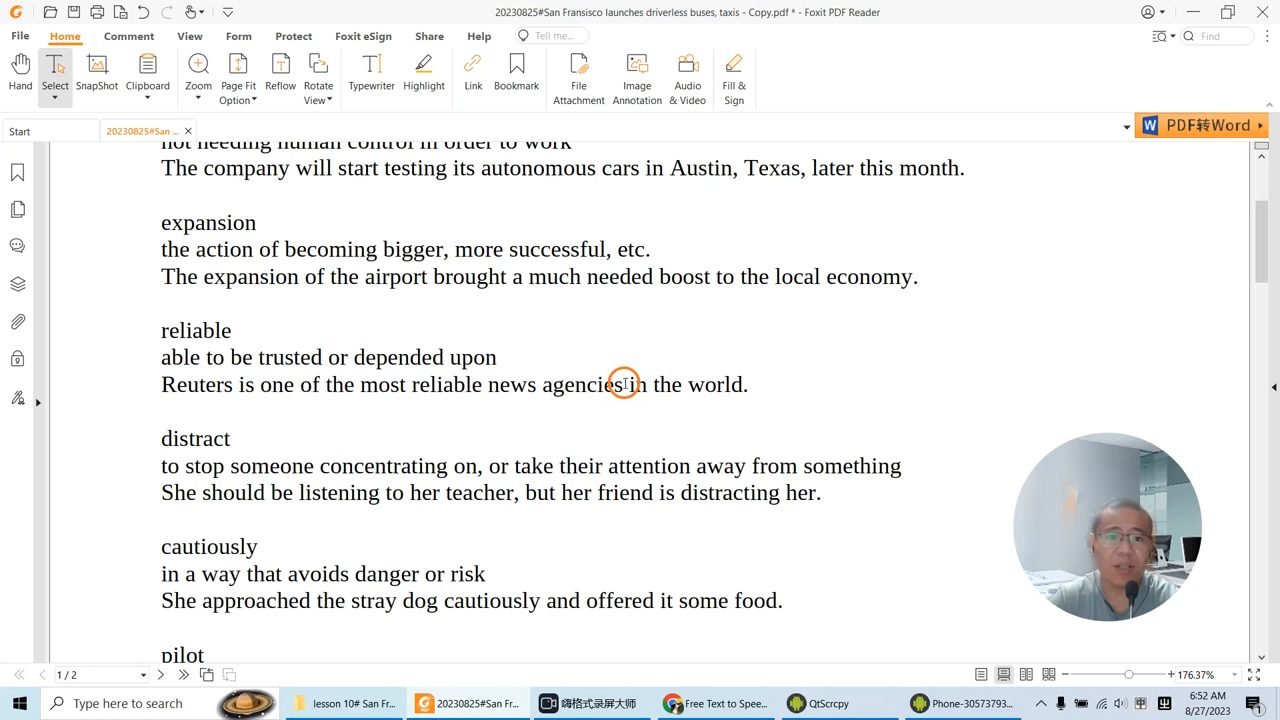 20230825#San Fransisco launches driverless buses, taxis - Copy.pdf * - Foxit PDF Reader
File Home Comment View Form Protect Foxit eSign Share Help Tell me... Find
Hand Select SnapShot Clipboard Zoom Page Fit Option Reflow Rotate View Typewriter Highlight Link Bookmark File Attachment Image Annotation Audio & Video Fill & Sign
Start 20230825#San ... PDF转Word
not needing human control in order to work
The company will start testing its autonomous cars in Austin, Texas, later this month.
expansion
the action of becoming bigger, more successful, etc.
The expansion of the airport brought a much needed boost to the local economy.
reliable
able to be trusted or depended upon
Reuters is one of the most reliable news agencies in the world.
distract
to stop someone concentrating on, or take their attention away from something
She should be listening to her teacher, but her friend is distracting her.
cautiously
in a way that avoids danger or risk
She approached the stray dog cautiously and offered it some food.
pilot
1 / 2 176.37%
Type here to search lesson 10# San Fr... 20230825#San Fr... 嗨格式录屏大师 Free Text to Spee... QtScrcpy Phone-30573793... 中 6:52 AM
8/27/2023